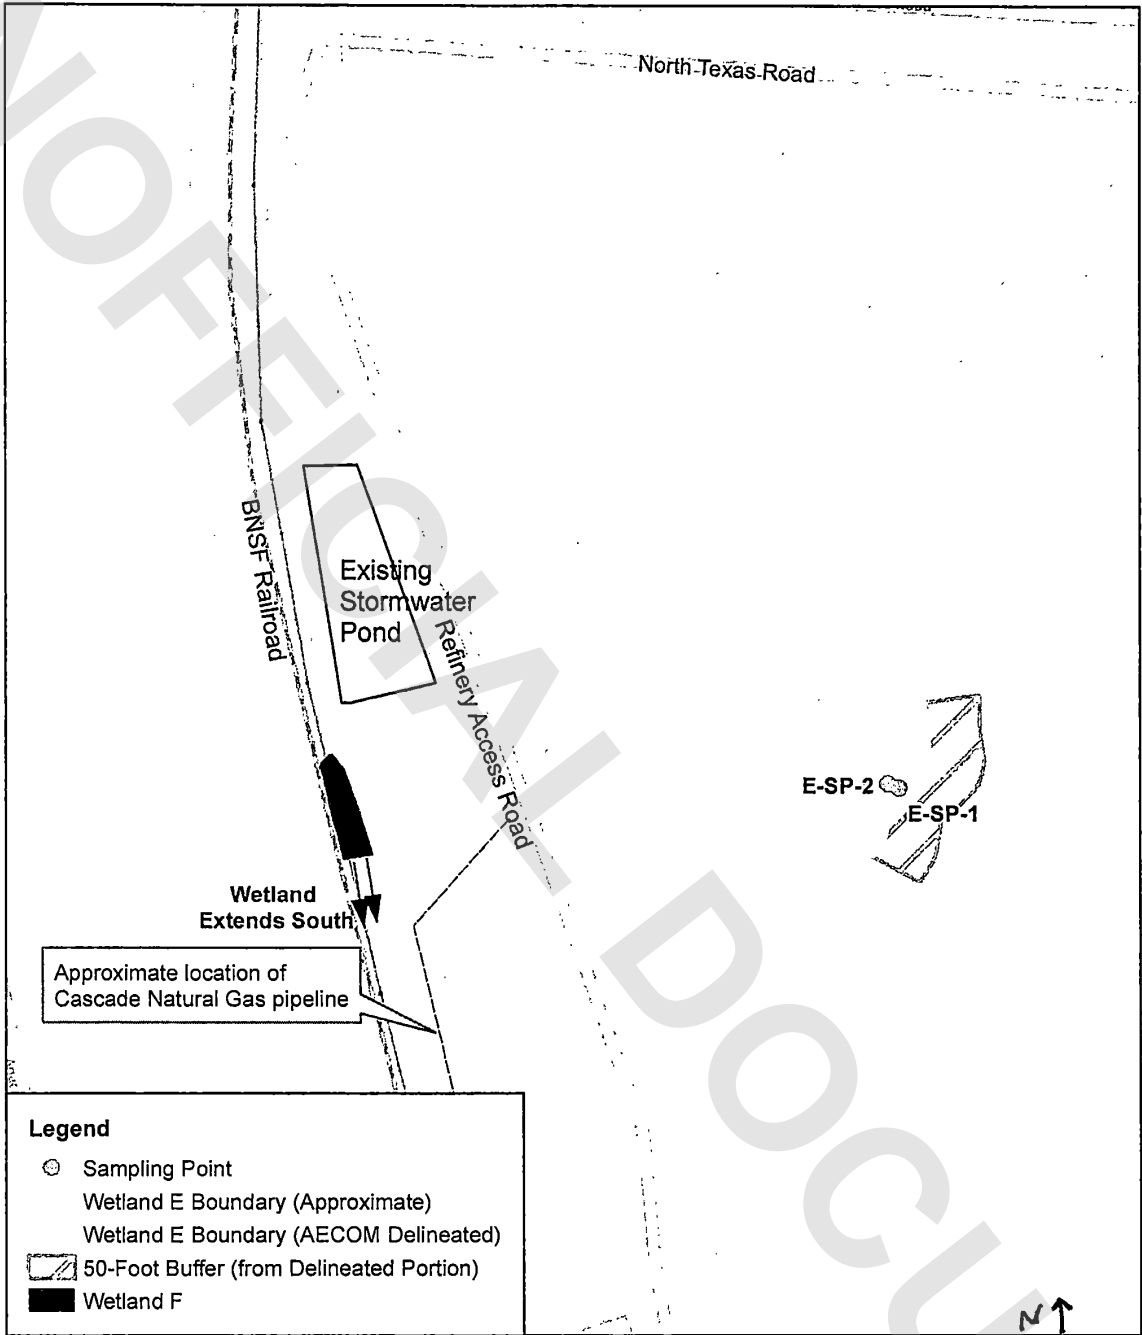 North Texas Road
BNSF Railroad
Existing
Stormwater
Pond
Refinery Access Road
E-SP-2
E-SP-1
Wetland
Extends South
Approximate location of
Cascade Natural Gas pipeline
Legend
Sampling Point
Wetland E Boundary (Approximate)
Wetland E Boundary (AECOM Delineated)
50-Foot Buffer (from Delineated Portion)
Wetland F
N
NOFFICIAL DOCU